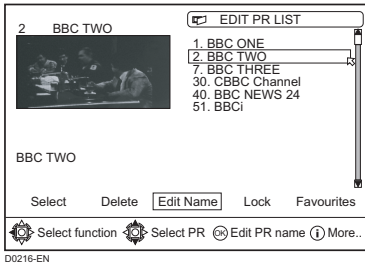 2 BBC TWO
EDIT PR LIST
1. BBC ONE
2. BBC TWO
7. BBC THREE
30. CBBC Channel
40. BBC NEWS 24
51. BBCi
BBC TWO
Select Delete Edit Name Lock Favourites
Select function Select PR OK Edit PR name i More..
D0216-EN